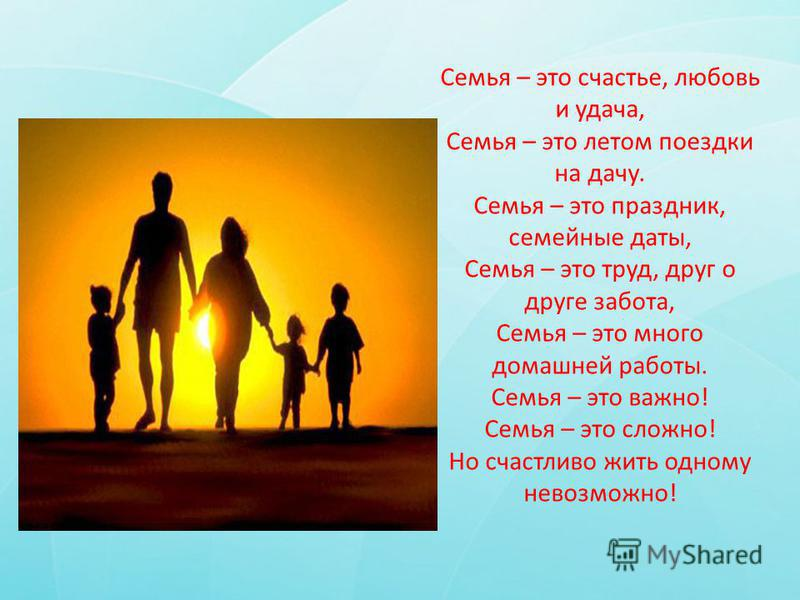 Семья – это счастье, любовь
и удача,
Семья – это летом поездки
на дачу.
Семья – это праздник,
семейные даты,
Семья – это труд, друг о
друге забота,
Семья – это много
домашней работы.
Семья – это важно!
Семья – это сложно!
Но счастливо жить одному
невозможно!
MyShared